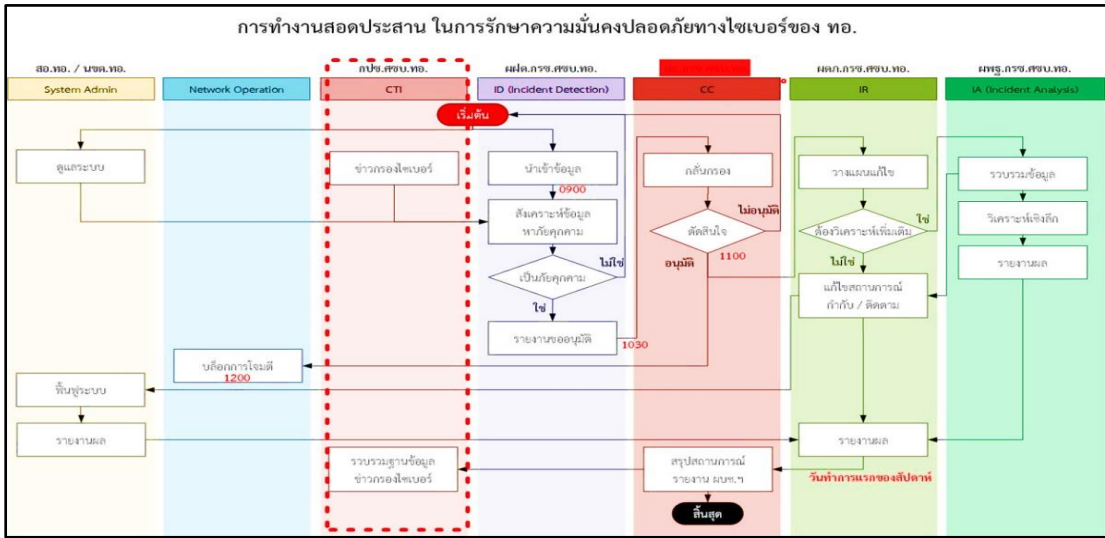 การทำงานสอดประสาน ในการรักษาความมั่นคงปลอดภัยทางไซเบอร์ของ ทอ.
สอ.ทอ. / นขต.ทอ.
กปซ.ศซบ.ทอ.
ผฝต.กรซ.ศซบ.ทอ.
ผตภ.กรซ.ศซบ.ทอ.
ผพฐ.กรซ.ศซบ.ทอ.
System Admin
Network Operation
CTI
ID (Incident Detection)
CC
IR
IA (Incident Analysis)
เริ่มต้น
ดูแลระบบ
ข่าวกรองไซเบอร์
นำเข้าข้อมูล
0900
กลั่นกรอง
วางแผนแก้ไข
รวบรวมข้อมูล
สังเคราะห์ข้อมูล
หาภัยคุกคาม
ไม่อนุมัติ
ตัดสินใจ
1100
อนุมัติ
ต้องวิเคราะห์เพิ่มเติม
ใช่
ไม่ใช่
วิเคราะห์เชิงลึก
รายงานผล
เป็นภัยคุกคาม
ไม่ใช่
ใช่
แก้ไขสถานการณ์
กำกับ / ติดตาม
รายงานขออนุมัติ
1030
บล็อกการโจมตี
1200
ฟื้นฟูระบบ
รายงานผล
รายงานผล
รวบรวมฐานข้อมูล
ข่าวกรองไซเบอร์
สรุปสถานการณ์
รายงาน ผบช.ฯ
วันทำการแรกของสัปดาห์
สิ้นสุด